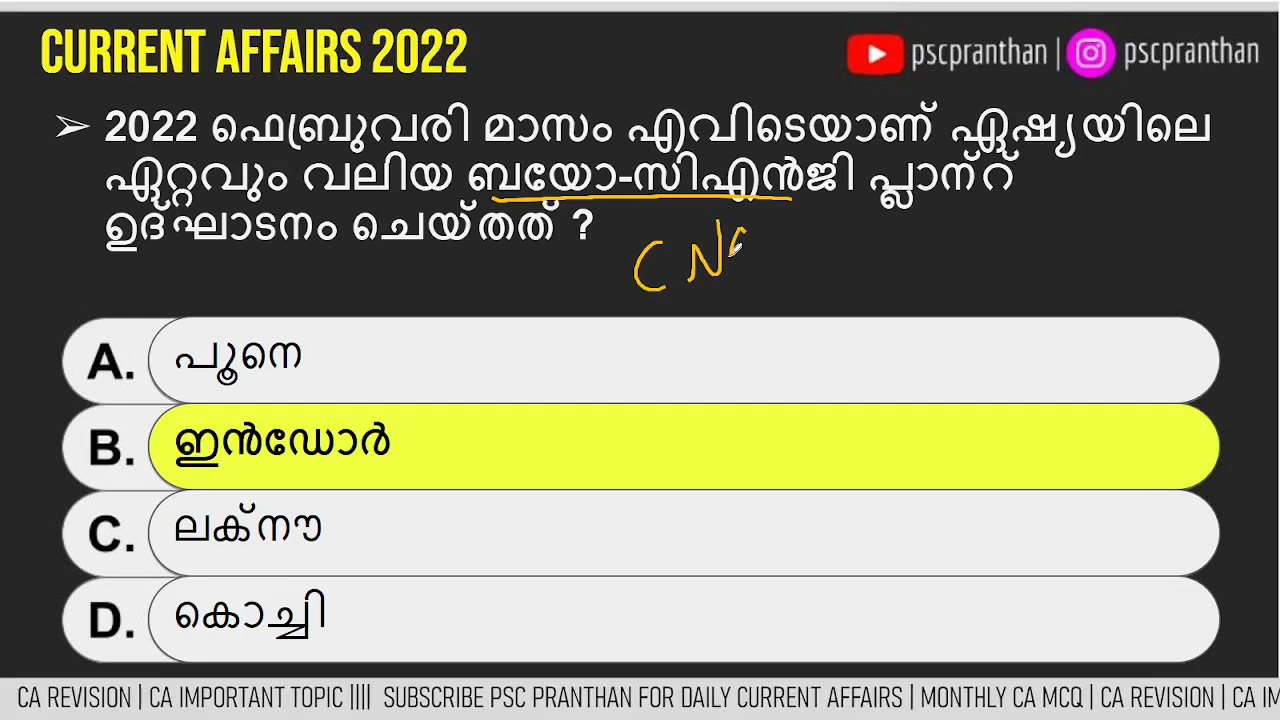 CURRENT AFFAIRS 2022
pscpranthan | pscpranthan
➢ 2022 ഫെബ്രുവരി മാസം എവിടെയാണ് ഏഷ്യയിലെ
ഏറ്റവും വലിയ ബയോ-സിഎൻജി പ്ലാന്റ്
ഉദ്ഘാടനം ചെയ്തത് ?
CN
A. പൂനെ
B. ഇൻഡോർ
C. ലക്നൗ
D. കൊച്ചി
CA REVISION | CA IMPORTANT TOPIC |||| SUBSCRIBE PSC PRANTHAN FOR DAILY CURRENT AFFAIRS | MONTHLY CA MCQ | CA REVISION | CA IM